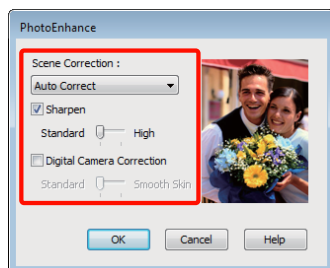 PhotoEnhance
Scene Correction :
Auto Correct
Sharpen
Standard High
Digital Camera Correction
Standard Smooth Skin
OK Cancel Help